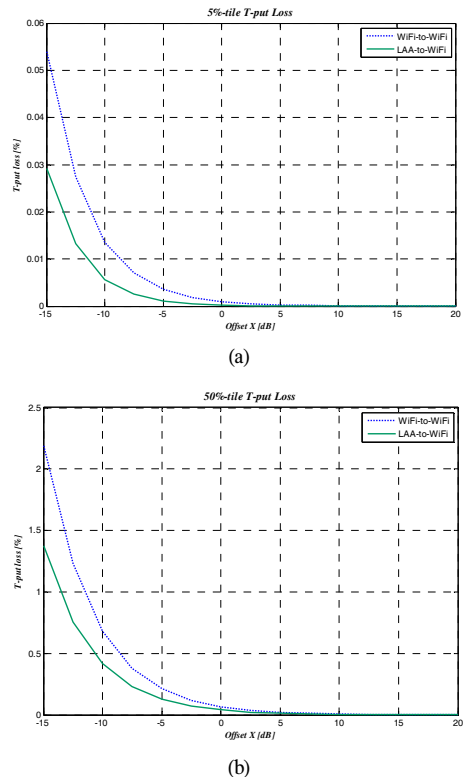 5%-tile T-put Loss
0.06
0.05
0.04
0.03
0.02
0.01
0
T-put loss [%]
WiFi-to-WiFi
LAA-to-WiFi
-15 -10 -5 0 5 10 15 20
Offset X [dB]
(a)
50%-tile T-put Loss
2.5
2
1.5
1
0.5
0
T-put loss [%]
WiFi-to-WiFi
LAA-to-WiFi
-15 -10 -5 0 5 10 15 20
Offset X [dB]
(b)